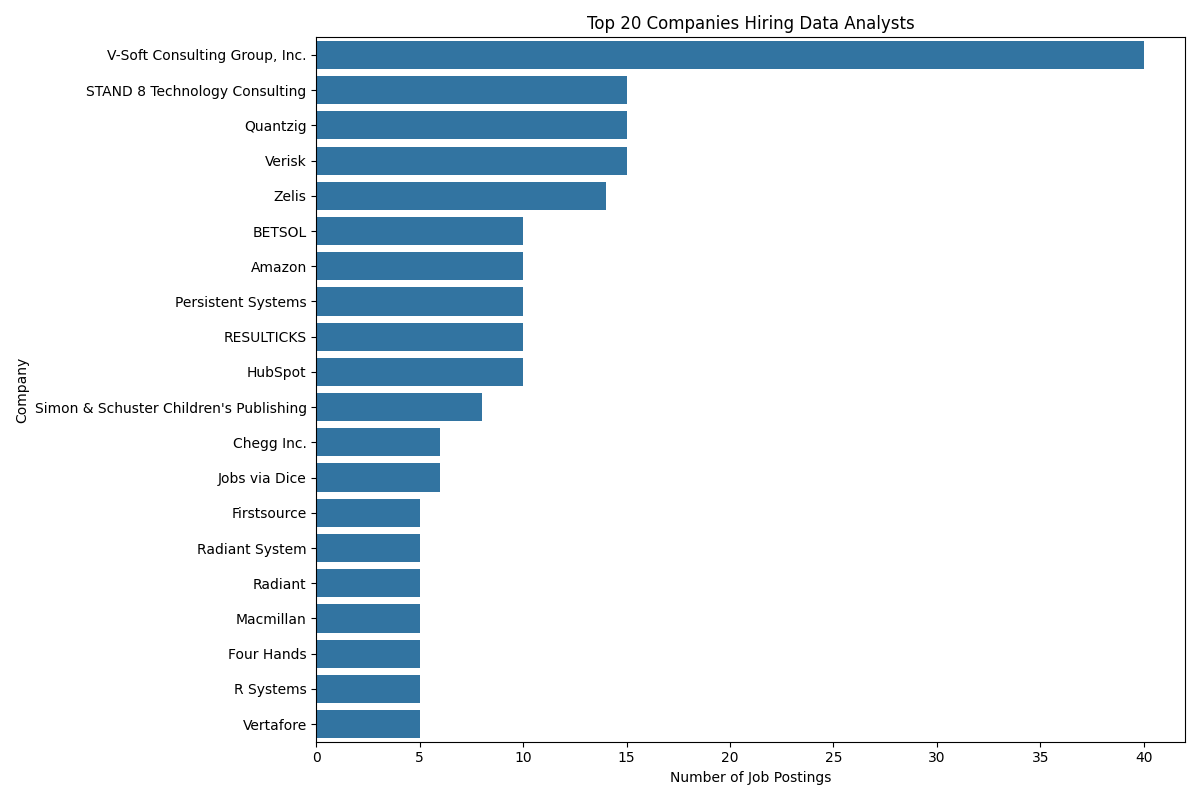 Top 20 Companies Hiring Data Analysts
Company
V-Soft Consulting Group, Inc.
STAND 8 Technology Consulting
Quantzig
Verisk
Zelis
BETSOL
Amazon
Persistent Systems
RESULTICKS
HubSpot
Simon & Schuster Children's Publishing
Chegg Inc.
Jobs via Dice
Firstsource
Radiant System
Radiant
Macmillan
Four Hands
R Systems
Vertafore
0 5 10 15 20 25 30 35 40
Number of Job Postings